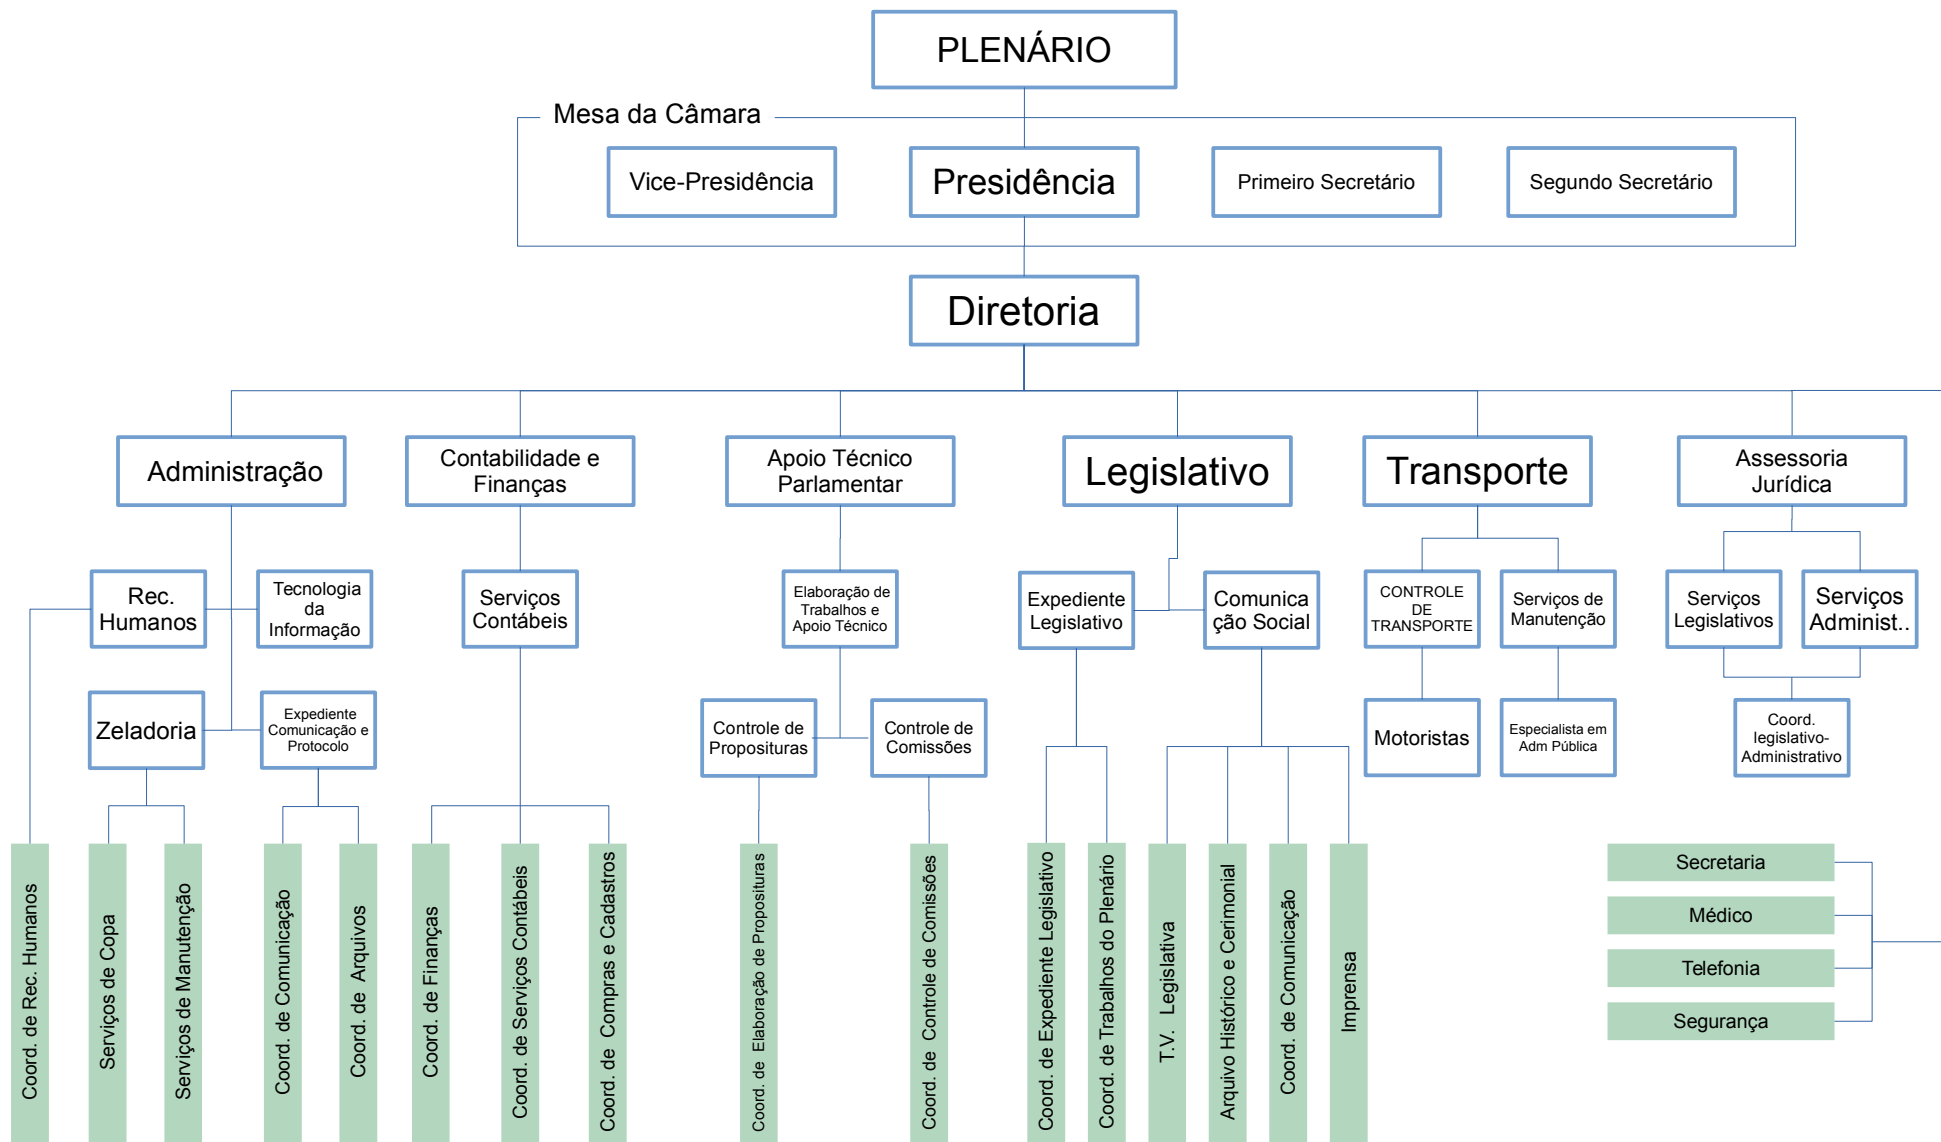 PLENÁRIO
Mesa da Câmara
Vice-Presidência
Presidência
Primeiro Secretário
Segundo Secretário
Diretoria
Administração
Contabilidade e
Finanças
Apoio Técnico
Parlamentar
Legislativo
Transporte
Assessoria
Jurídica
Rec.
Humanos
Tecnologia
da
Informação
Serviços
Contábeis
Elaboração de
Trabalhos e
Apoio Técnico
Expediente
Legislativo
Comunica
ção Social
CONTROLE
DE
TRANSPORTE
Serviços de
Manutenção
Serviços
Legislativos
Serviços
Administ..
Zeladoria
Expediente
Comunicação e
Protocolo
Controle de
Proposituras
Controle de
Comissões
Motoristas
Especialista em
Adm Pública
Coord.
legislativo-
Administrativo
Coord. de Rec. Humanos
Serviços de Copa
Serviços de Manutenção
Coord. de Comunicação
Coord. de Arquivos
Coord. de Finanças
Coord. de Serviços Contábeis
Coord. de Compras e Cadastros
Coord. de Elaboração de Proposituras
Coord. de Controle de Comissões
Coord. de Expediente Legislativo
Coord. de Trabalhos do Plenário
T.V. Legislativa
Arquivo Histórico e Cerimonial
Coord. de Comunicação
Imprensa
Secretaria
Médico
Telefonia
Segurança